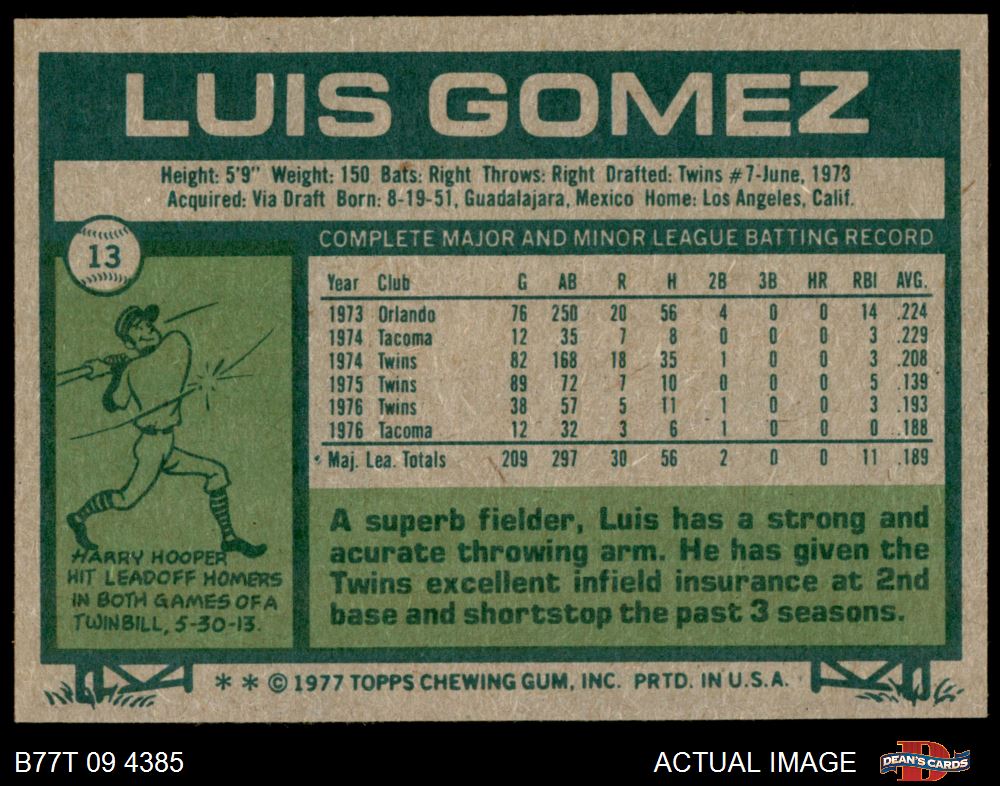 LUIS GOMEZ
Height: 5'9" Weight: 150 Bats: Right Throws: Right Drafted: Twins #7-June, 1973
Acquired: Via Draft Born: 8-19-51, Guadalajara, Mexico Home: Los Angeles, Calif.
13
COMPLETE MAJOR AND MINOR LEAGUE BATTING RECORD
Year Club G AB R H 2B 3B HR RBI AVG.
1973 Orlando 76 250 20 56 4 0 0 14 .224
1974 Tacoma 12 35 7 8 0 0 0 3 .229
1974 Twins 82 168 18 35 1 0 0 3 .208
1975 Twins 89 72 7 10 0 0 0 5 .139
1976 Twins 38 57 5 11 1 0 0 3 .193
1976 Tacoma 12 32 3 6 1 0 0 0 .188
Maj. Lea. Totals 209 297 30 56 2 0 0 11 .189
HARRY HOOPER
HIT LEADOFF HOMERS
IN BOTH GAMES OF A
TWINBILL, 5-30-13.
A superb fielder, Luis has a strong and
acurate throwing arm. He has given the
Twins excellent infield insurance at 2nd
base and shortstop the past 3 seasons.
* * © 1977 TOPPS CHEWING GUM, INC. PRTD. IN U.S.A.
B77T 09 4385
ACTUAL IMAGE
D
DEAN'S CARDS